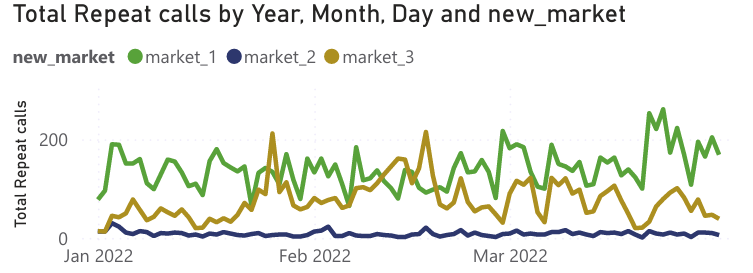 Total Repeat calls by Year, Month, Day and new_market
new_market market_1 market_2 market_3
Total Repeat calls
200
0
Jan 2022 Feb 2022 Mar 2022